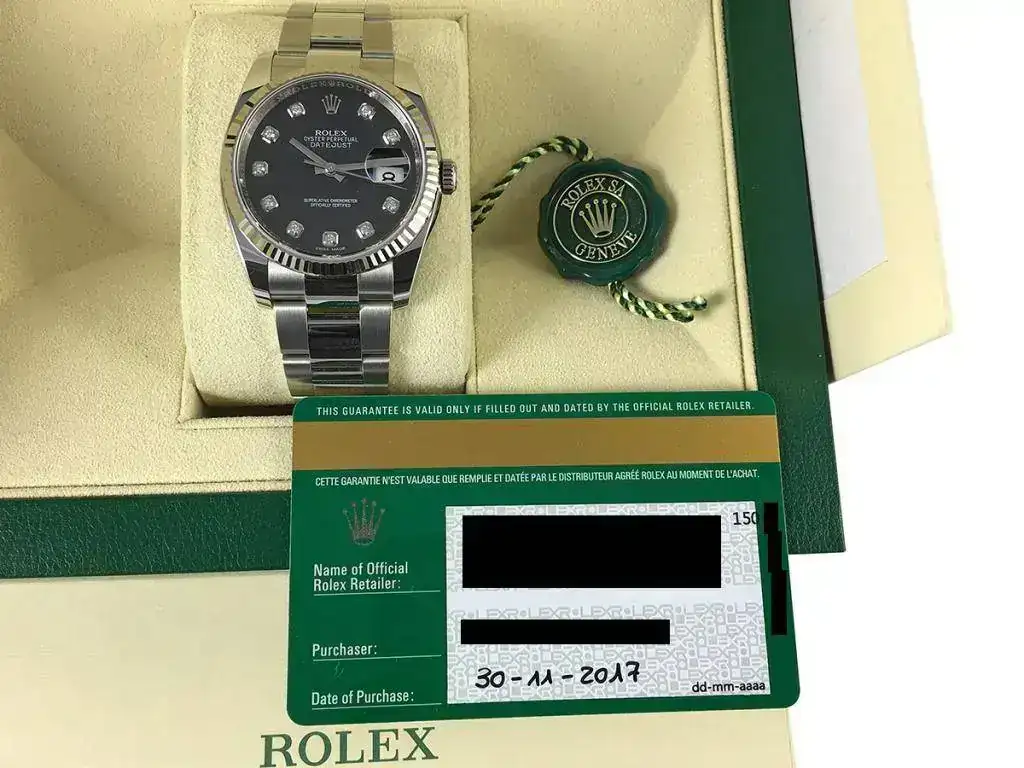 ROLEX
OYSTER PERPETUAL
DATEJUST
SUPERLATIVE CHRONOMETER
OFFICIALLY CERTIFIED
SWISS MADE
ROLEX SA
GENEVE
THIS GUARANTEE IS VALID ONLY IF FILLED OUT AND DATED BY THE OFFICIAL ROLEX RETAILER.
CETTE GARANTIE N'EST VALABLE QUE REMPLIE ET DATÉE PAR LE DISTRIBUTEUR AGRÉÉ ROLEX AU MOMENT DE L'ACHAT.
150
Name of Official
Rolex Retailer:
Purchaser:
Date of Purchase: 30-11-2017
dd-mm-aaaa
ROLEX